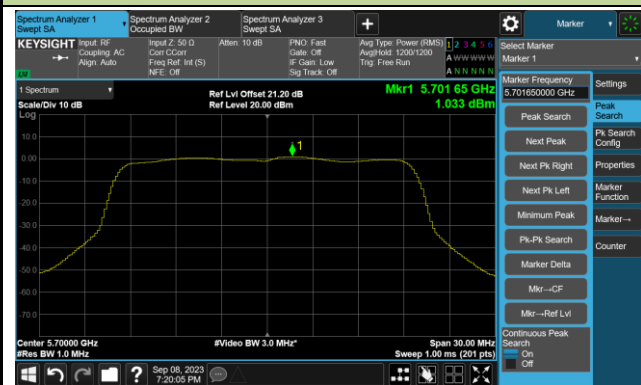 Spectrum Analyzer 1
Swept SA
Spectrum Analyzer 2
Occupied BW
Spectrum Analyzer 3
Swept SA
Marker
KEYSIGHT
Input: RF
Coupling: AC
Align: Auto
Input Z: 50 Ω
Corr CCorr
Freq Ref: Int (S)
NFE: Off
Atten: 10 dB
PNO: Fast
Gate: Off
IF Gain: Low
Sig Track: Off
Avg Type: Power (RMS)
Avg|Hold: 1200/1200
Trig: Free Run
1 2 3 4 5 6
A W W W W W
A N N N N N
Select Marker
Marker 1
1 Spectrum
Scale/Div 10 dB
Log
Ref Lvl Offset 21.20 dB
Ref Level 20.00 dBm
Mkr1 5.701 65 GHz
1.033 dBm
Marker Frequency
5.701650000 GHz
Settings
Peak Search
Next Peak
Next Pk Right
Next Pk Left
Minimum Peak
Pk-Pk Search
Marker Delta
Mkr→CF
Mkr→Ref Lvl
Continuous Peak
Search
On
Off
Peak
Search
Pk Search
Config
Properties
Marker
Function
Marker→
Counter
1
10.0
0.00
-10.0
-20.0
-30.0
-40.0
-50.0
-60.0
-70.0
Center 5.70000 GHz
#Res BW 1.0 MHz
#Video BW 3.0 MHz*
Span 30.00 MHz
Sweep 1.00 ms (201 pts)
Sep 08, 2023
7:20:05 PM